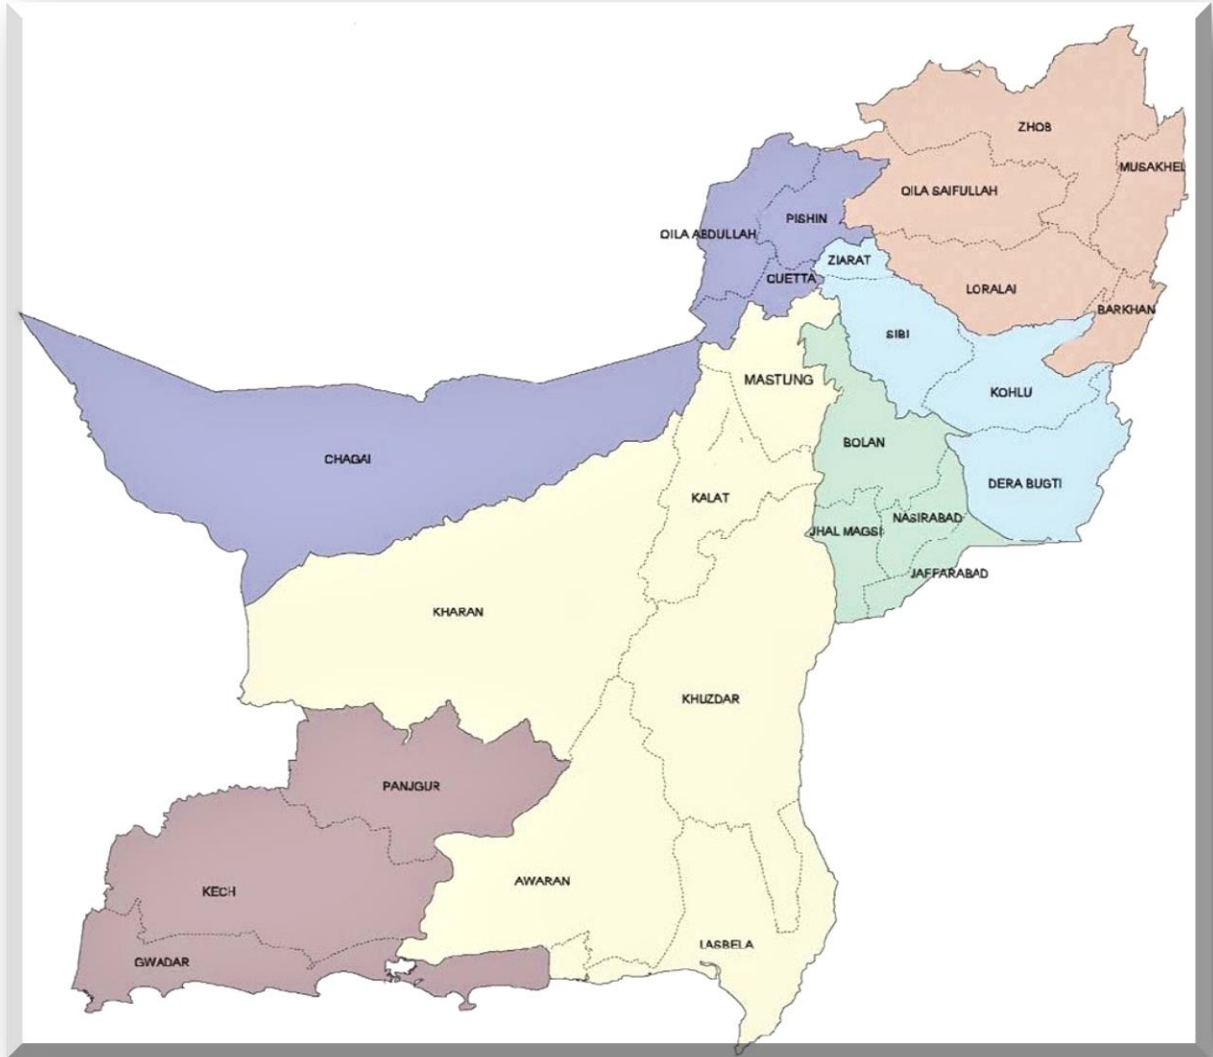 ZHOB
MUSAKHEL
QILA SAIFULLAH
PISHIN
QILA ABDULLAH
ZIARAT
QUETTA
LORALAI
BARKHAN
SIBI
MASTUNG
KOHLU
BOLAN
CHAGAI
DERA BUGTI
KALAT
NASIRABAD
JHAL MAGSI
JAFFARABAD
KHARAN
KHUZDAR
PANJGUR
AWARAN
KECH
LASBELA
GWADAR